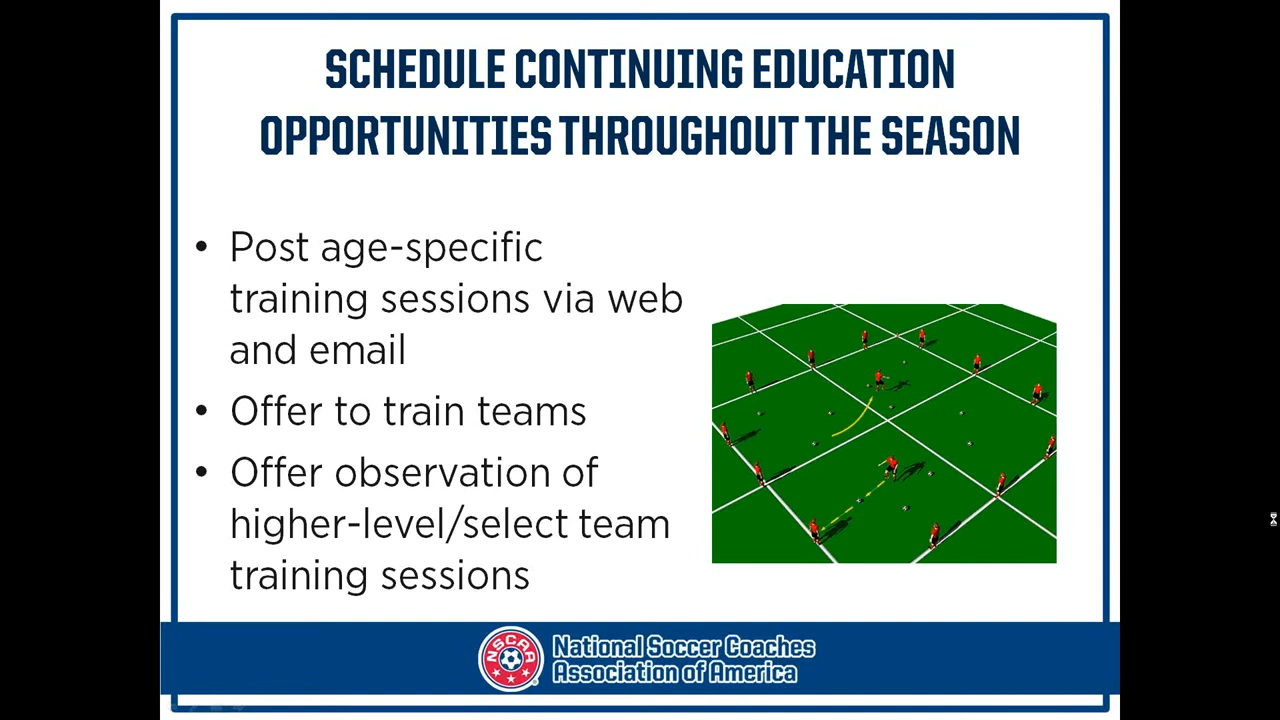 SCHEDULE CONTINUING EDUCATION
OPPORTUNITIES THROUGHOUT THE SEASON
• Post age-specific
training sessions via web
and email
• Offer to train teams
• Offer observation of
higher-level/select team
training sessions
NSCAA
National Soccer Coaches
Association of America